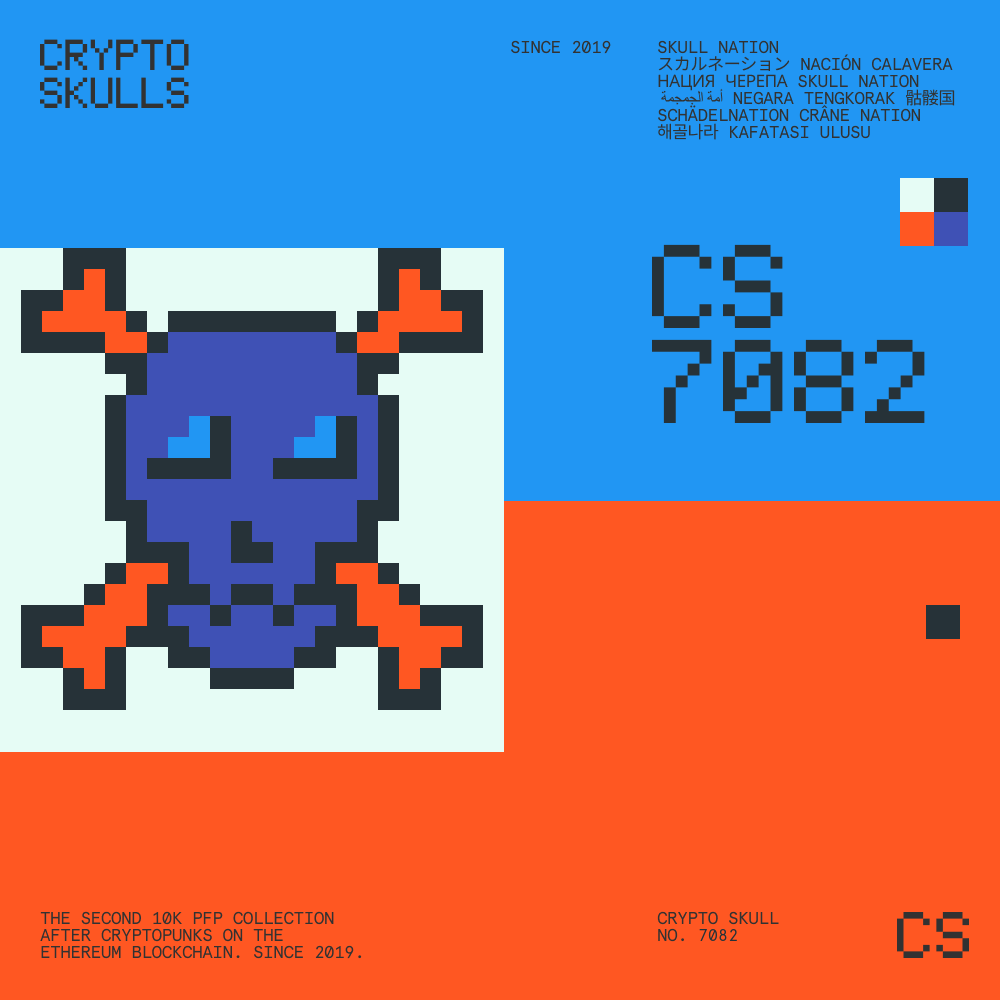 CRYPTO
SKULLS
SINCE 2019
SKULL NATION
スカルネーション NACIÓN CALAVERA
НАЦИЯ ЧЕРЕПА SKULL NATION
أمة الجمجمة NEGARA TENGKORAK 骷髅国
SCHÄDELNATION CRÂNE NATION
해골나라 KAFATASI ULUSU
CS
7082
THE SECOND 10K PFP COLLECTION
AFTER CRYPTOPUNKS ON THE
ETHEREUM BLOCKCHAIN. SINCE 2019.
CRYPTO SKULL
NO. 7082
CS